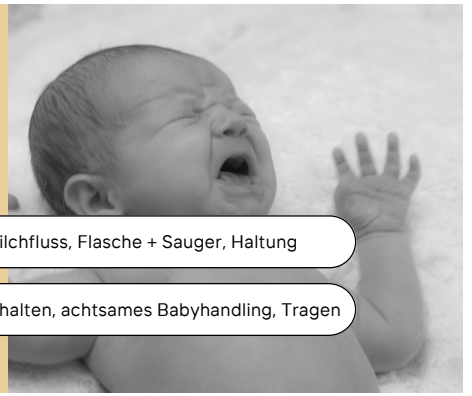 ilchfluss, Flasche + Sauger, Haltung
halten, achtsames Babyhandling, Tragen